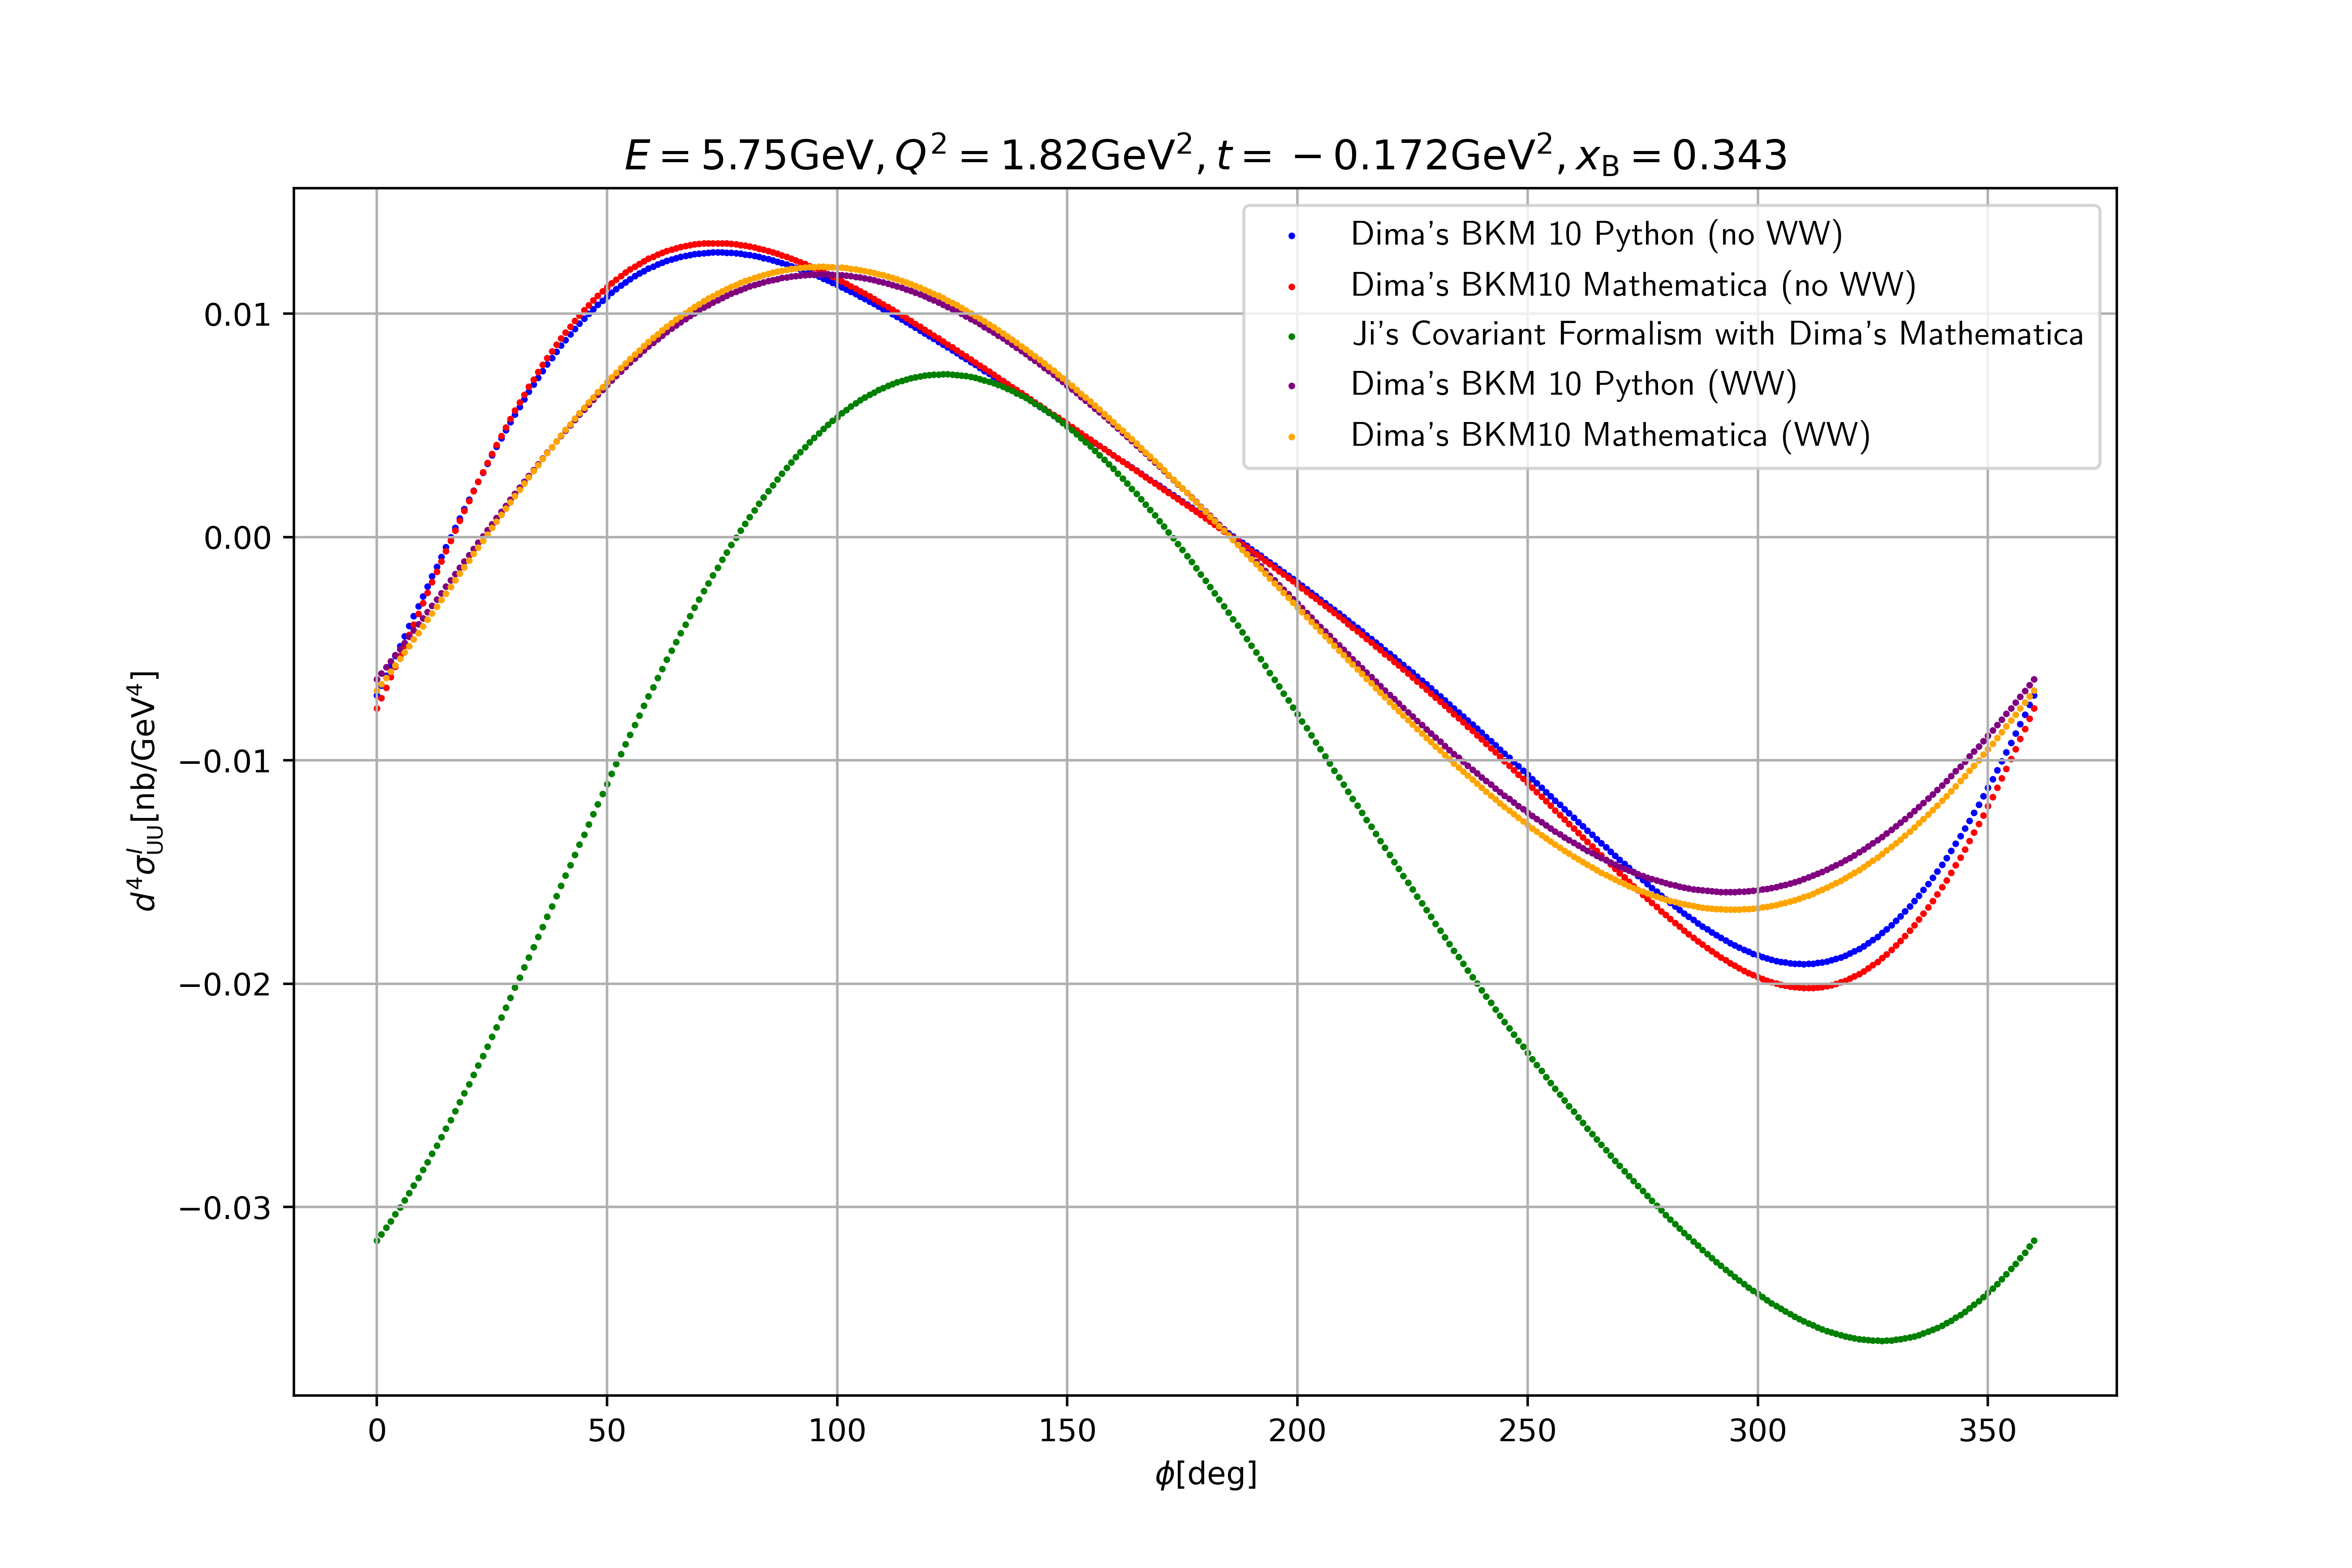 E = 5.75GeV, Q² = 1.82GeV², t = −0.172GeV², x_B = 0.343
Dima's BKM 10 Python (no WW)
Dima's BKM10 Mathematica (no WW)
Ji's Covariant Formalism with Dima's Mathematica
Dima's BKM 10 Python (WW)
Dima's BKM10 Mathematica (WW)
d⁴σ^I_UU[nb/GeV⁴]
0.01
0.00
−0.01
−0.02
−0.03
0 50 100 150 200 250 300 350
ϕ[deg]